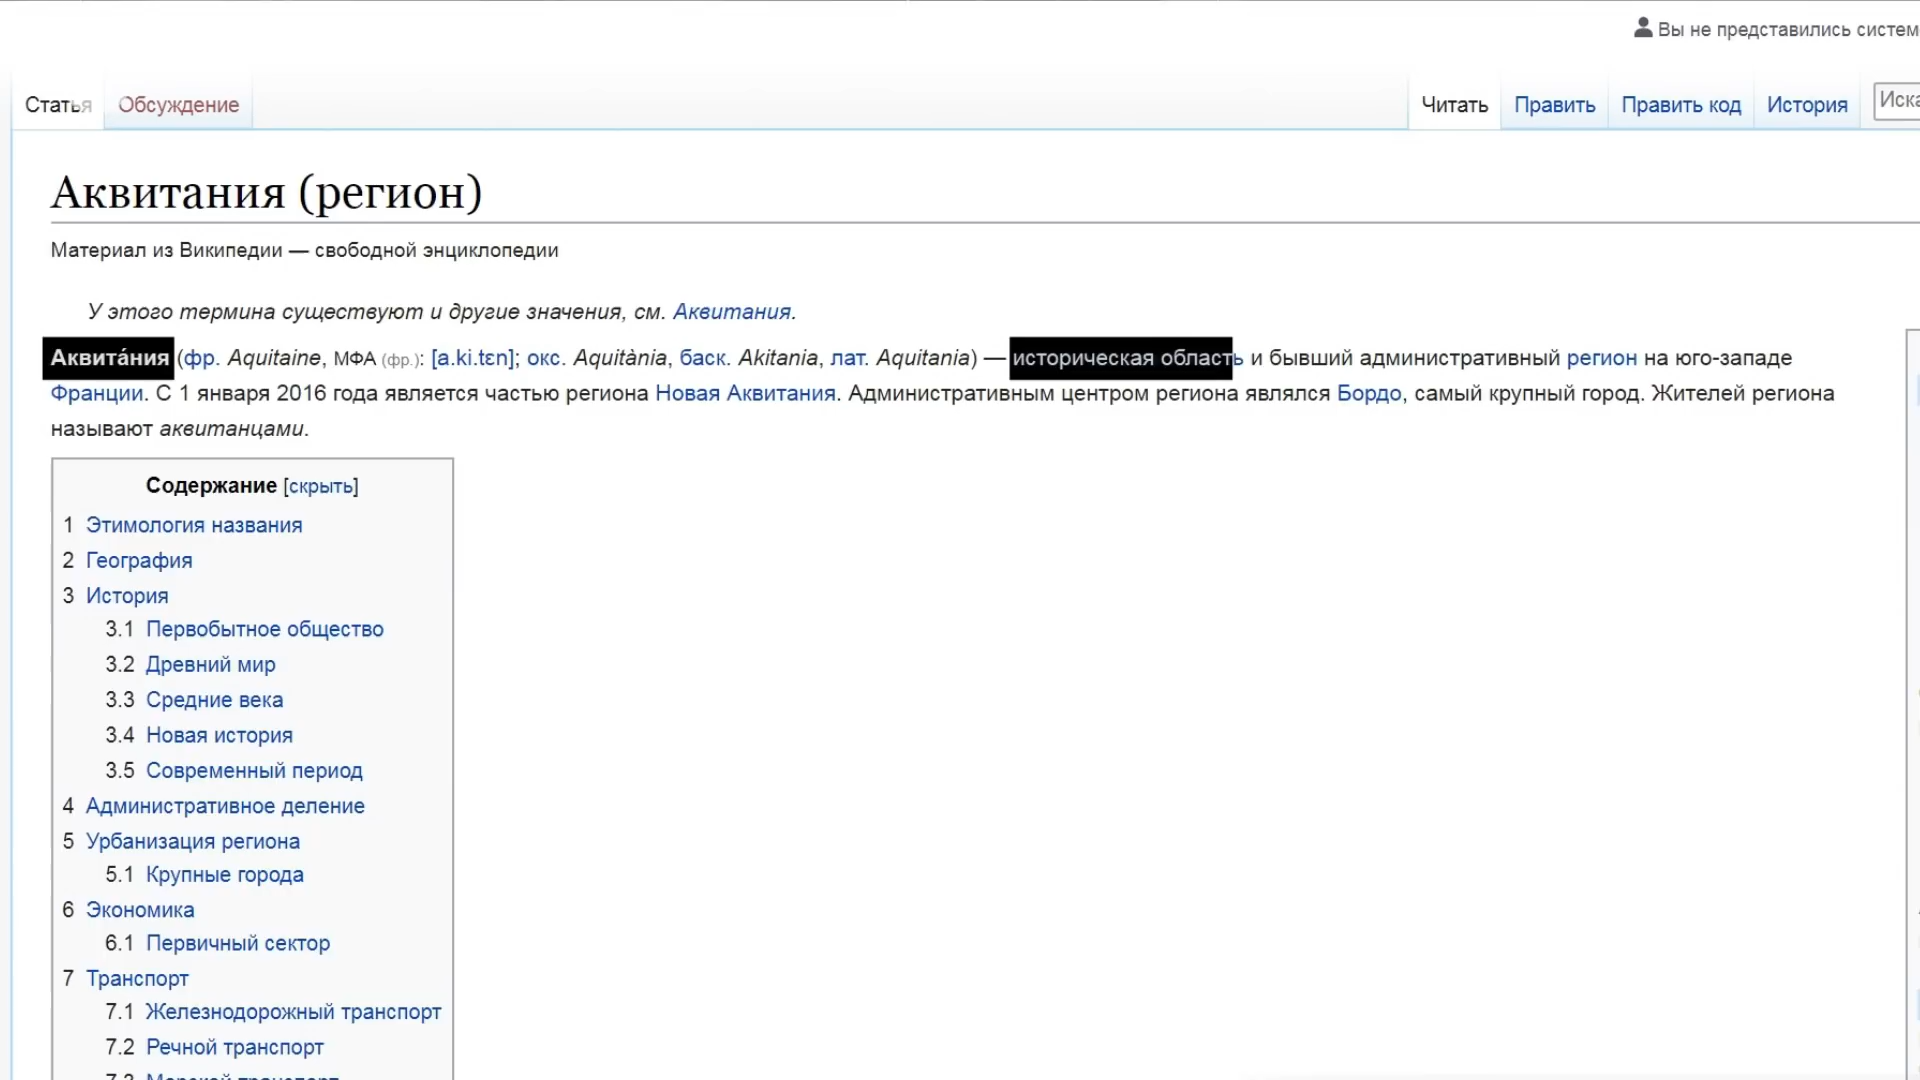 Вы не представились систем
Статья Обсуждение Читать Править Править код История Иска
Аквитания (регион)
Материал из Википедии — свободной энциклопедии
У этого термина существуют и другие значения, см. Аквитания.
Аквита́ния (фр. Aquitaine, МФА (фр.): [a.ki.tɛn]; окс. Aquitània, баск. Akitania, лат. Aquitania) — историческая область и бывший административный регион на юго-западе
Франции. С 1 января 2016 года является частью региона Новая Аквитания. Административным центром региона являлся Бордо, самый крупный город. Жителей региона
называют аквитанцами.
Содержание [скрыть]
1 Этимология названия
2 География
3 История
3.1 Первобытное общество
3.2 Древний мир
3.3 Средние века
3.4 Новая история
3.5 Современный период
4 Административное деление
5 Урбанизация региона
5.1 Крупные города
6 Экономика
6.1 Первичный сектор
7 Транспорт
7.1 Железнодорожный транспорт
7.2 Речной транспорт
7.3 Морской транспорт